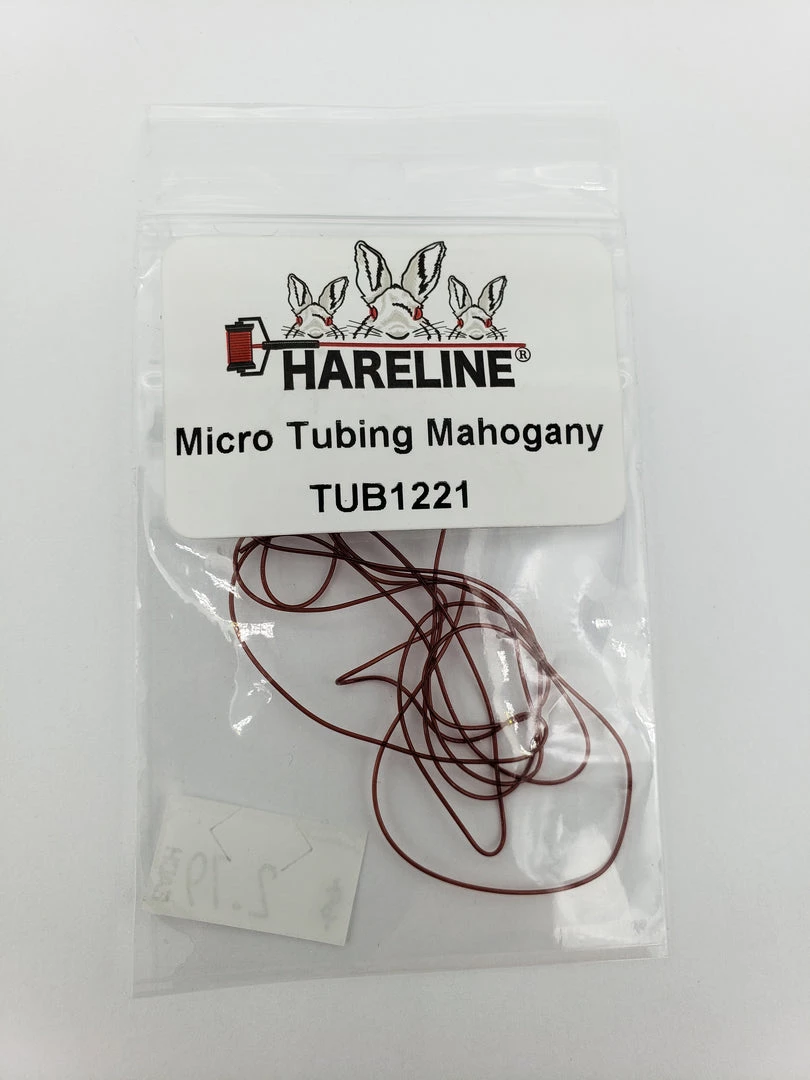 HARELINE®
Micro Tubing Mahogany
TUB1221
$ 2.19